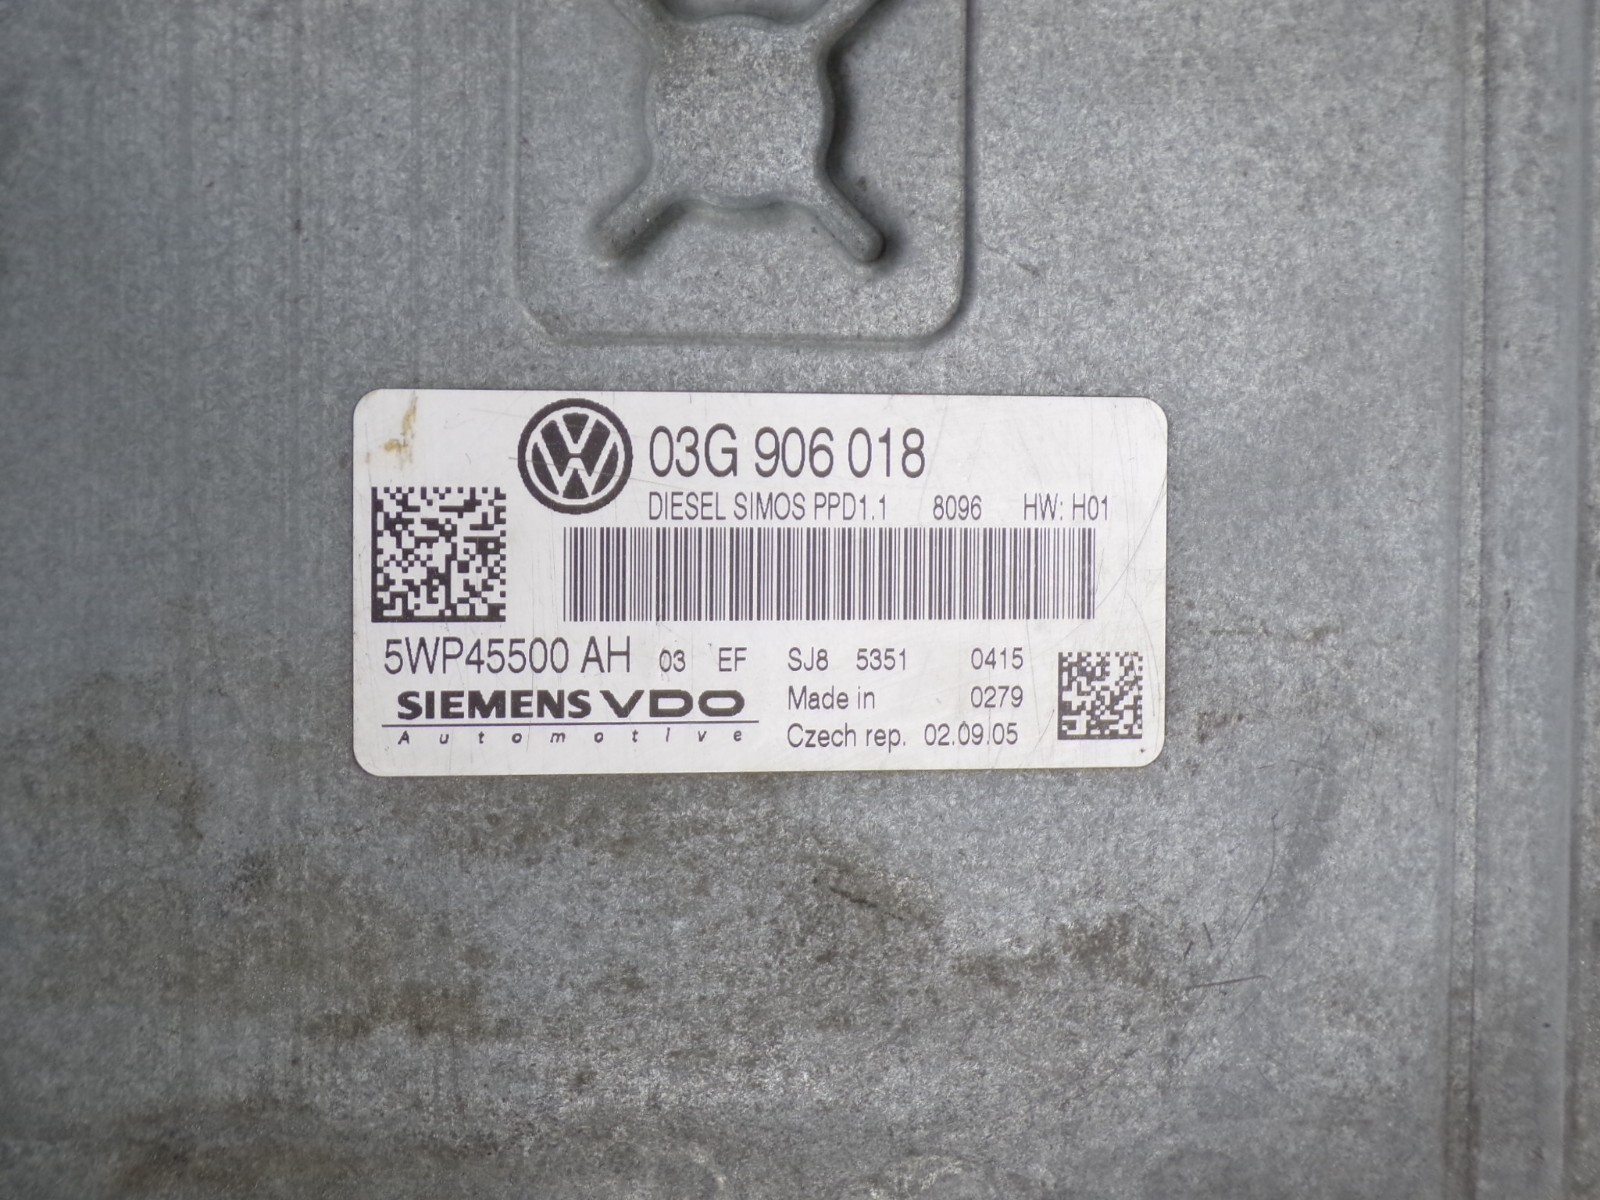 03G 906 018
DIESEL SIMOS PPD1.1 8096 HW: H01
5WP45500 AH 03 EF SJ8 5351 0415
SIEMENS VDO Made in 0279
Automotive Czech rep. 02.09.05